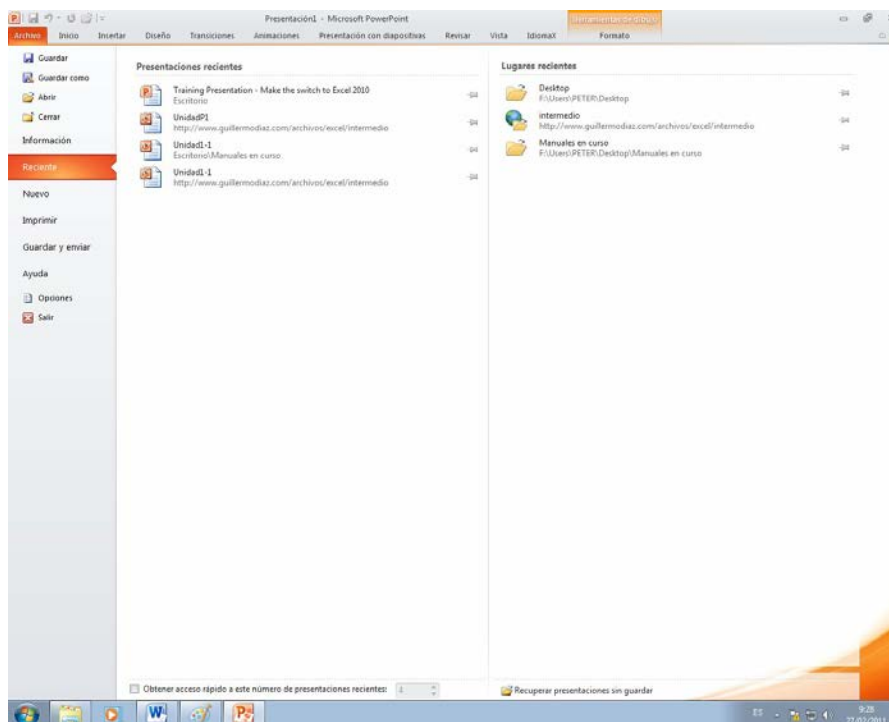 Presentación1 - Microsoft PowerPoint
Herramientas de dibujo
Archivo Inicio Insertar Diseño Transiciones Animaciones Presentación con diapositivas Revisar Vista IdiomaX Formato
Guardar
Guardar como
Abrir
Cerrar
Información
Reciente
Nuevo
Imprimir
Guardar y enviar
Ayuda
Opciones
Salir
Presentaciones recientes
Training Presentation - Make the switch to Excel 2010
Escritorio
UnidadP1
http://www.guillermodiaz.com/archivos/excel/intermedio
Unidad1-1
Escritorio\Manuales en curso
Unidad1-1
http://www.guillermodiaz.com/archivos/excel/intermedio
Lugares recientes
Desktop
F:\Users\PETER\Desktop
intermedio
http://www.guillermodiaz.com/archivos/excel/intermedio
Manuales en curso
F:\Users\PETER\Desktop\Manuales en curso
Obtener acceso rápido a este número de presentaciones recientes: 4
Recuperar presentaciones sin guardar
ES
9:28